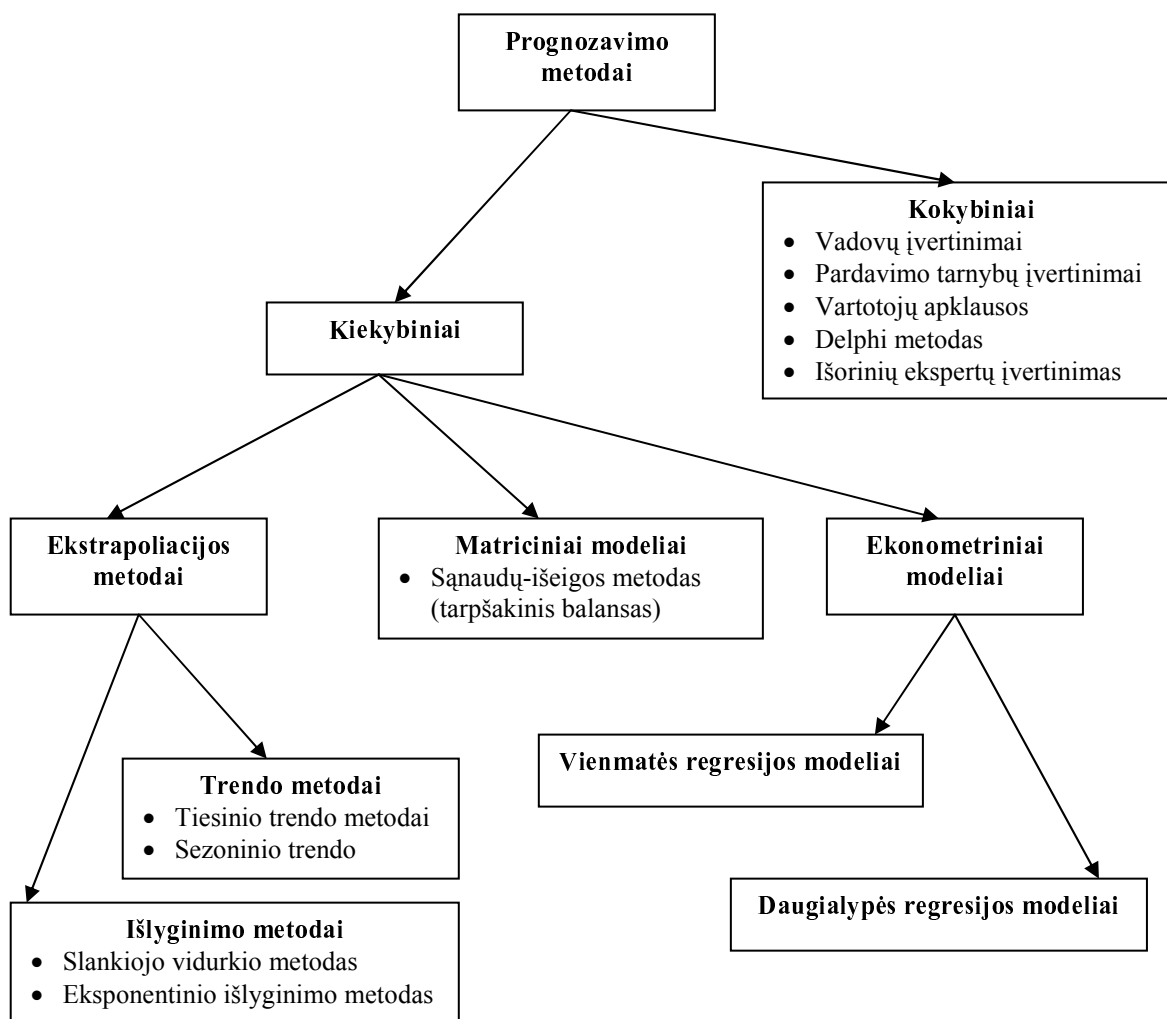 Prognozavimo
metodai
Kokybiniai
• Vadovų įvertinimai
• Pardavimo tarnybų įvertinimai
• Vartotojų apklausos
• Delphi metodas
• Išorinių ekspertų įvertinimas
Kiekybiniai
Ekstrapoliacijos
metodai
Matriciniai modeliai
• Sąnaudų-išeigos metodas
(tarpšakinis balansas)
Ekonometriniai
modeliai
Vienmatės regresijos modeliai
Trendo metodai
• Tiesinio trendo metodai
• Sezoninio trendo
Daugialypės regresijos modeliai
Išlyginimo metodai
• Slankiojo vidurkio metodas
• Eksponentinio išlyginimo metodas